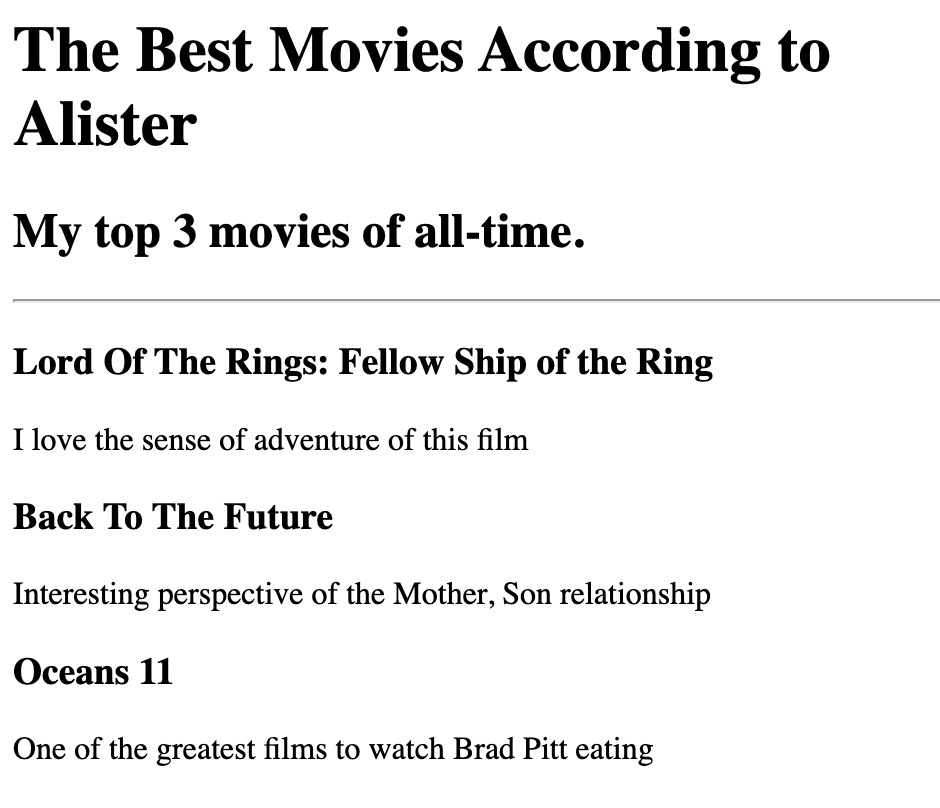 The Best Movies According to
Alister
My top 3 movies of all-time.
Lord Of The Rings: Fellow Ship of the Ring
I love the sense of adventure of this film
Back To The Future
Interesting perspective of the Mother, Son relationship
Oceans 11
One of the greatest films to watch Brad Pitt eating